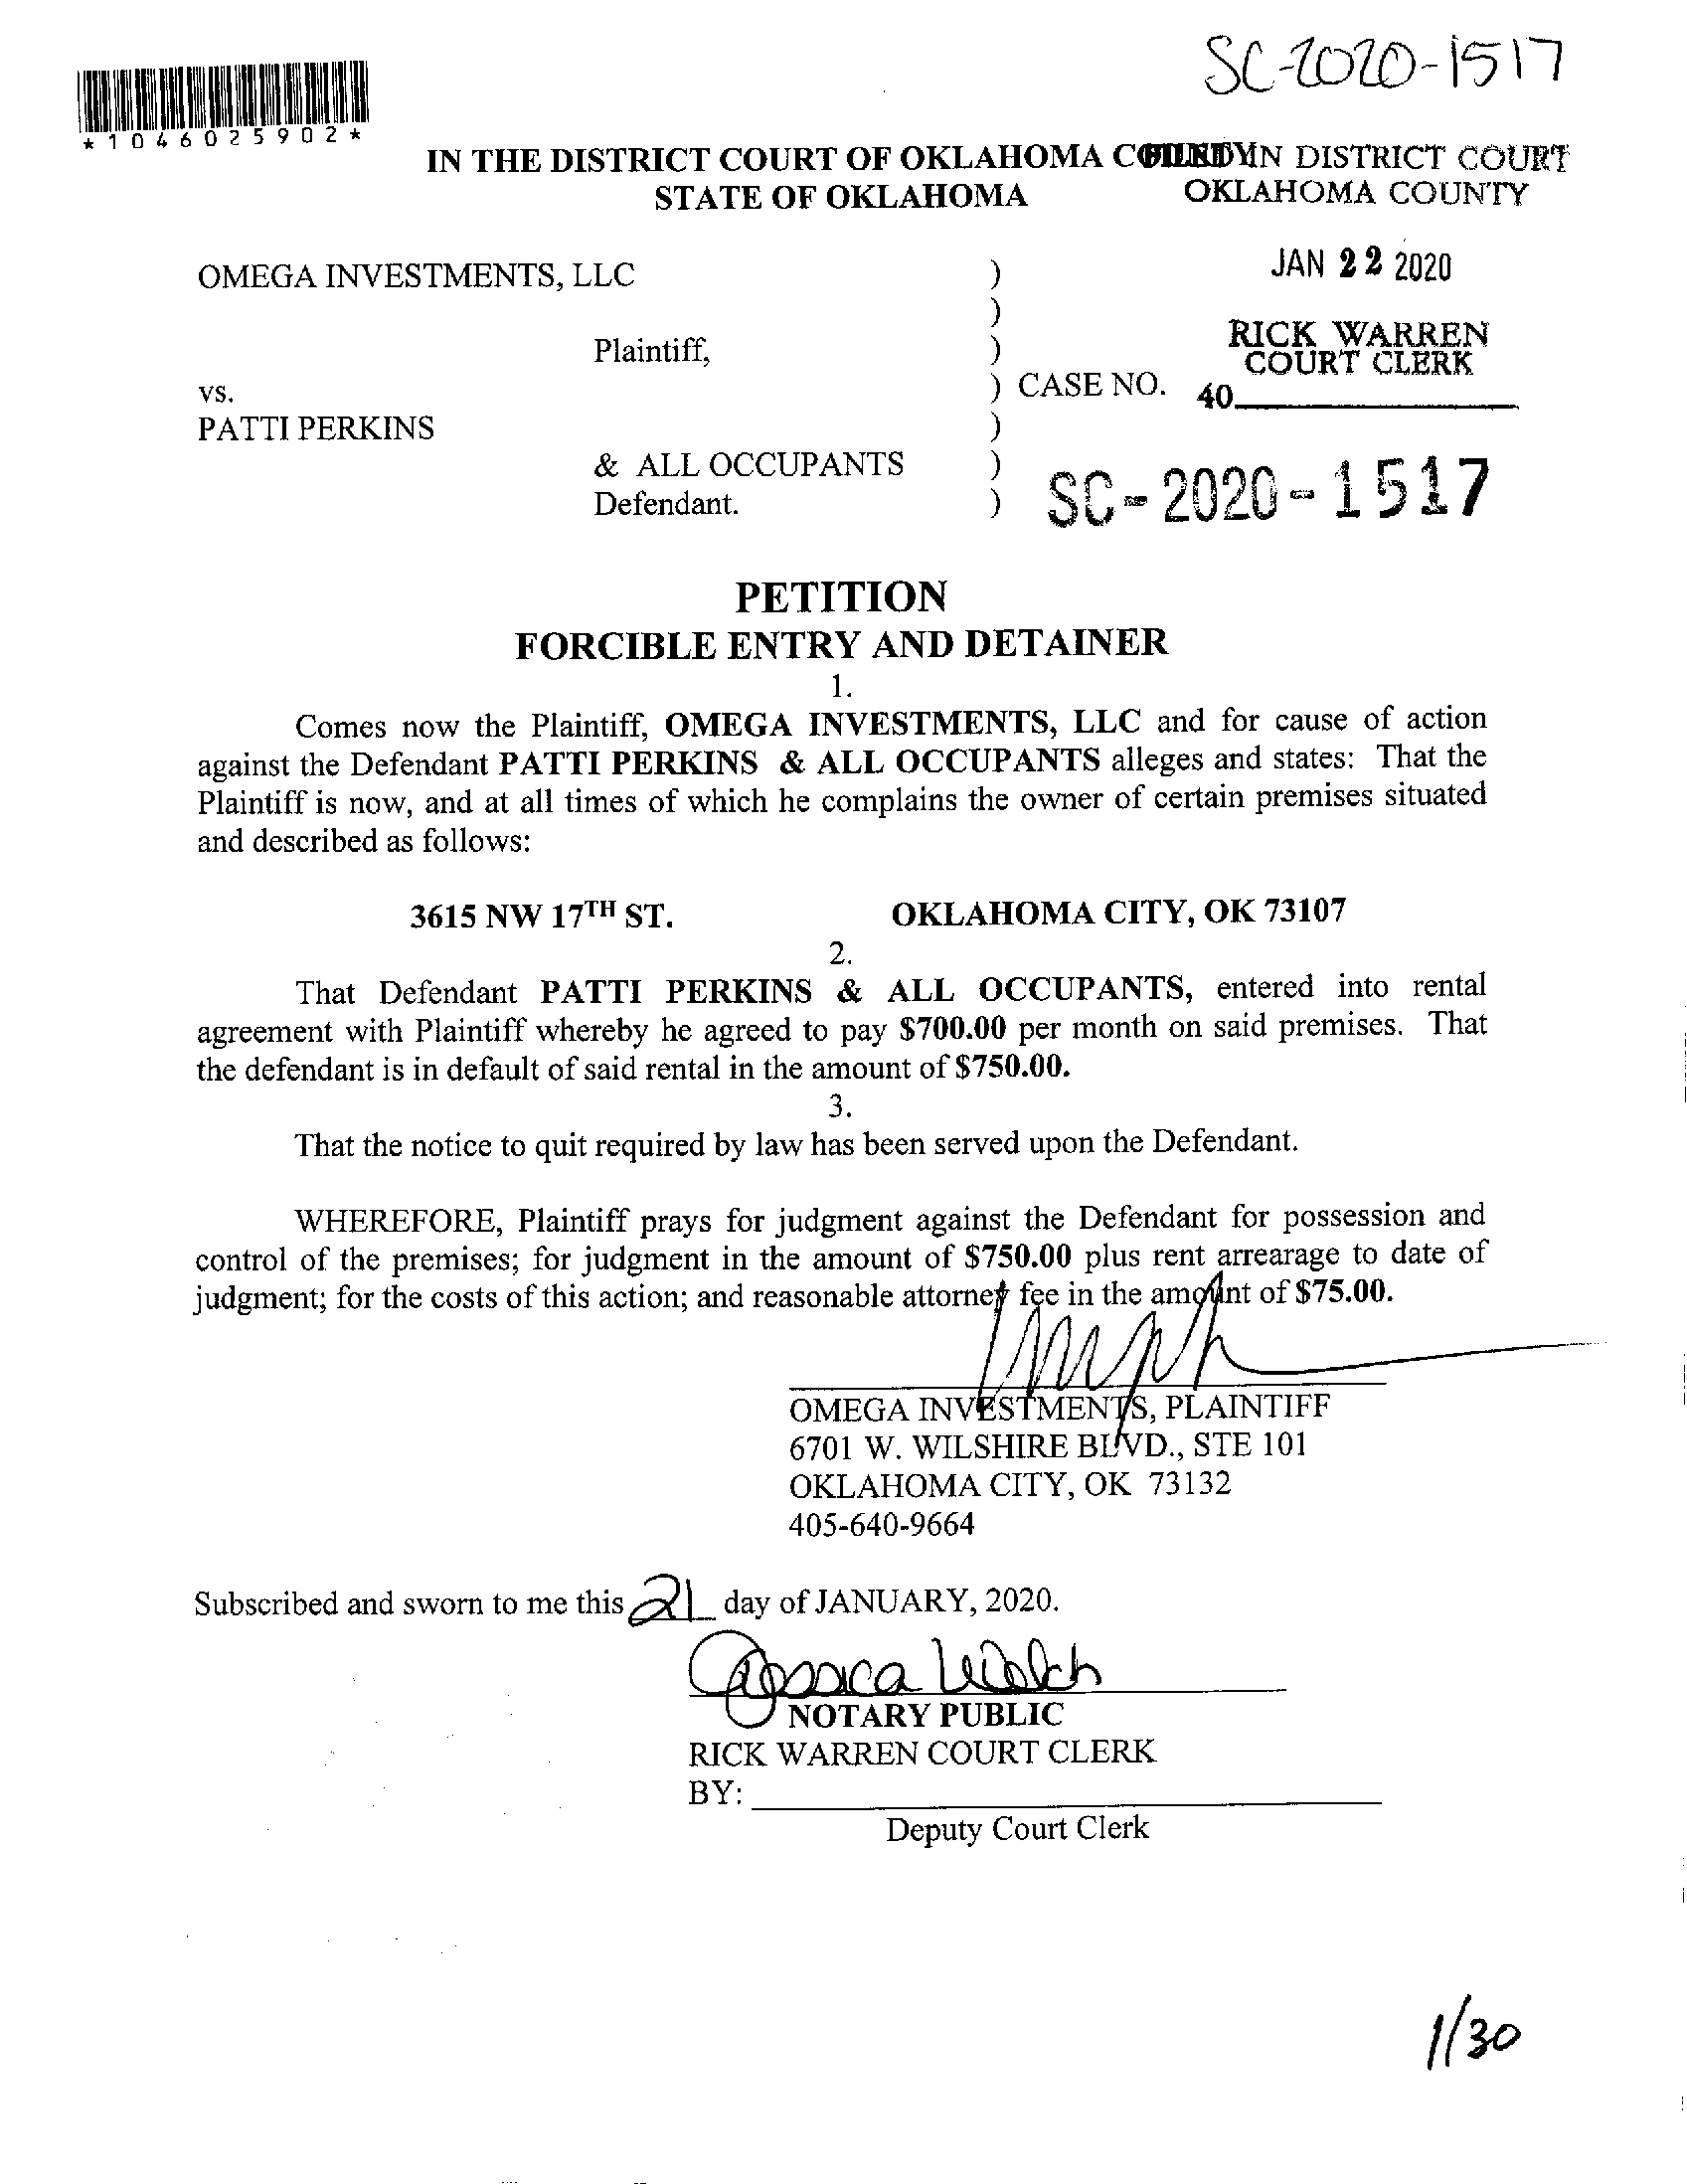 SC-2020-1517
*1046025902*
IN THE DISTRICT COURT OF OKLAHOMA COUNTY
STATE OF OKLAHOMA
FILED IN DISTRICT COURT
OKLAHOMA COUNTY
JAN 22 2020
RICK WARREN
COURT CLERK
40
OMEGA INVESTMENTS, LLC )
)
Plaintiff, )
vs. ) CASE NO.
PATTI PERKINS )
& ALL OCCUPANTS )
Defendant. )
SC-2020-1517
PETITION
FORCIBLE ENTRY AND DETAINER
1.
Comes now the Plaintiff, OMEGA INVESTMENTS, LLC and for cause of action
against the Defendant PATTI PERKINS & ALL OCCUPANTS alleges and states: That the
Plaintiff is now, and at all times of which he complains the owner of certain premises situated
and described as follows:
3615 NW 17TH ST. OKLAHOMA CITY, OK 73107
2.
That Defendant PATTI PERKINS & ALL OCCUPANTS, entered into rental
agreement with Plaintiff whereby he agreed to pay $700.00 per month on said premises. That
the defendant is in default of said rental in the amount of $750.00.
3.
That the notice to quit required by law has been served upon the Defendant.
WHEREFORE, Plaintiff prays for judgment against the Defendant for possession and
control of the premises; for judgment in the amount of $750.00 plus rent arrearage to date of
judgment; for the costs of this action; and reasonable attorney fee in the amount of $75.00.
OMEGA INVESTMENTS, PLAINTIFF
6701 W. WILSHIRE BLVD., STE 101
OKLAHOMA CITY, OK 73132
405-640-9664
Subscribed and sworn to me this 21 day of JANUARY, 2020.
Jessica Welch
NOTARY PUBLIC
RICK WARREN COURT CLERK
BY:
Deputy Court Clerk
1/30